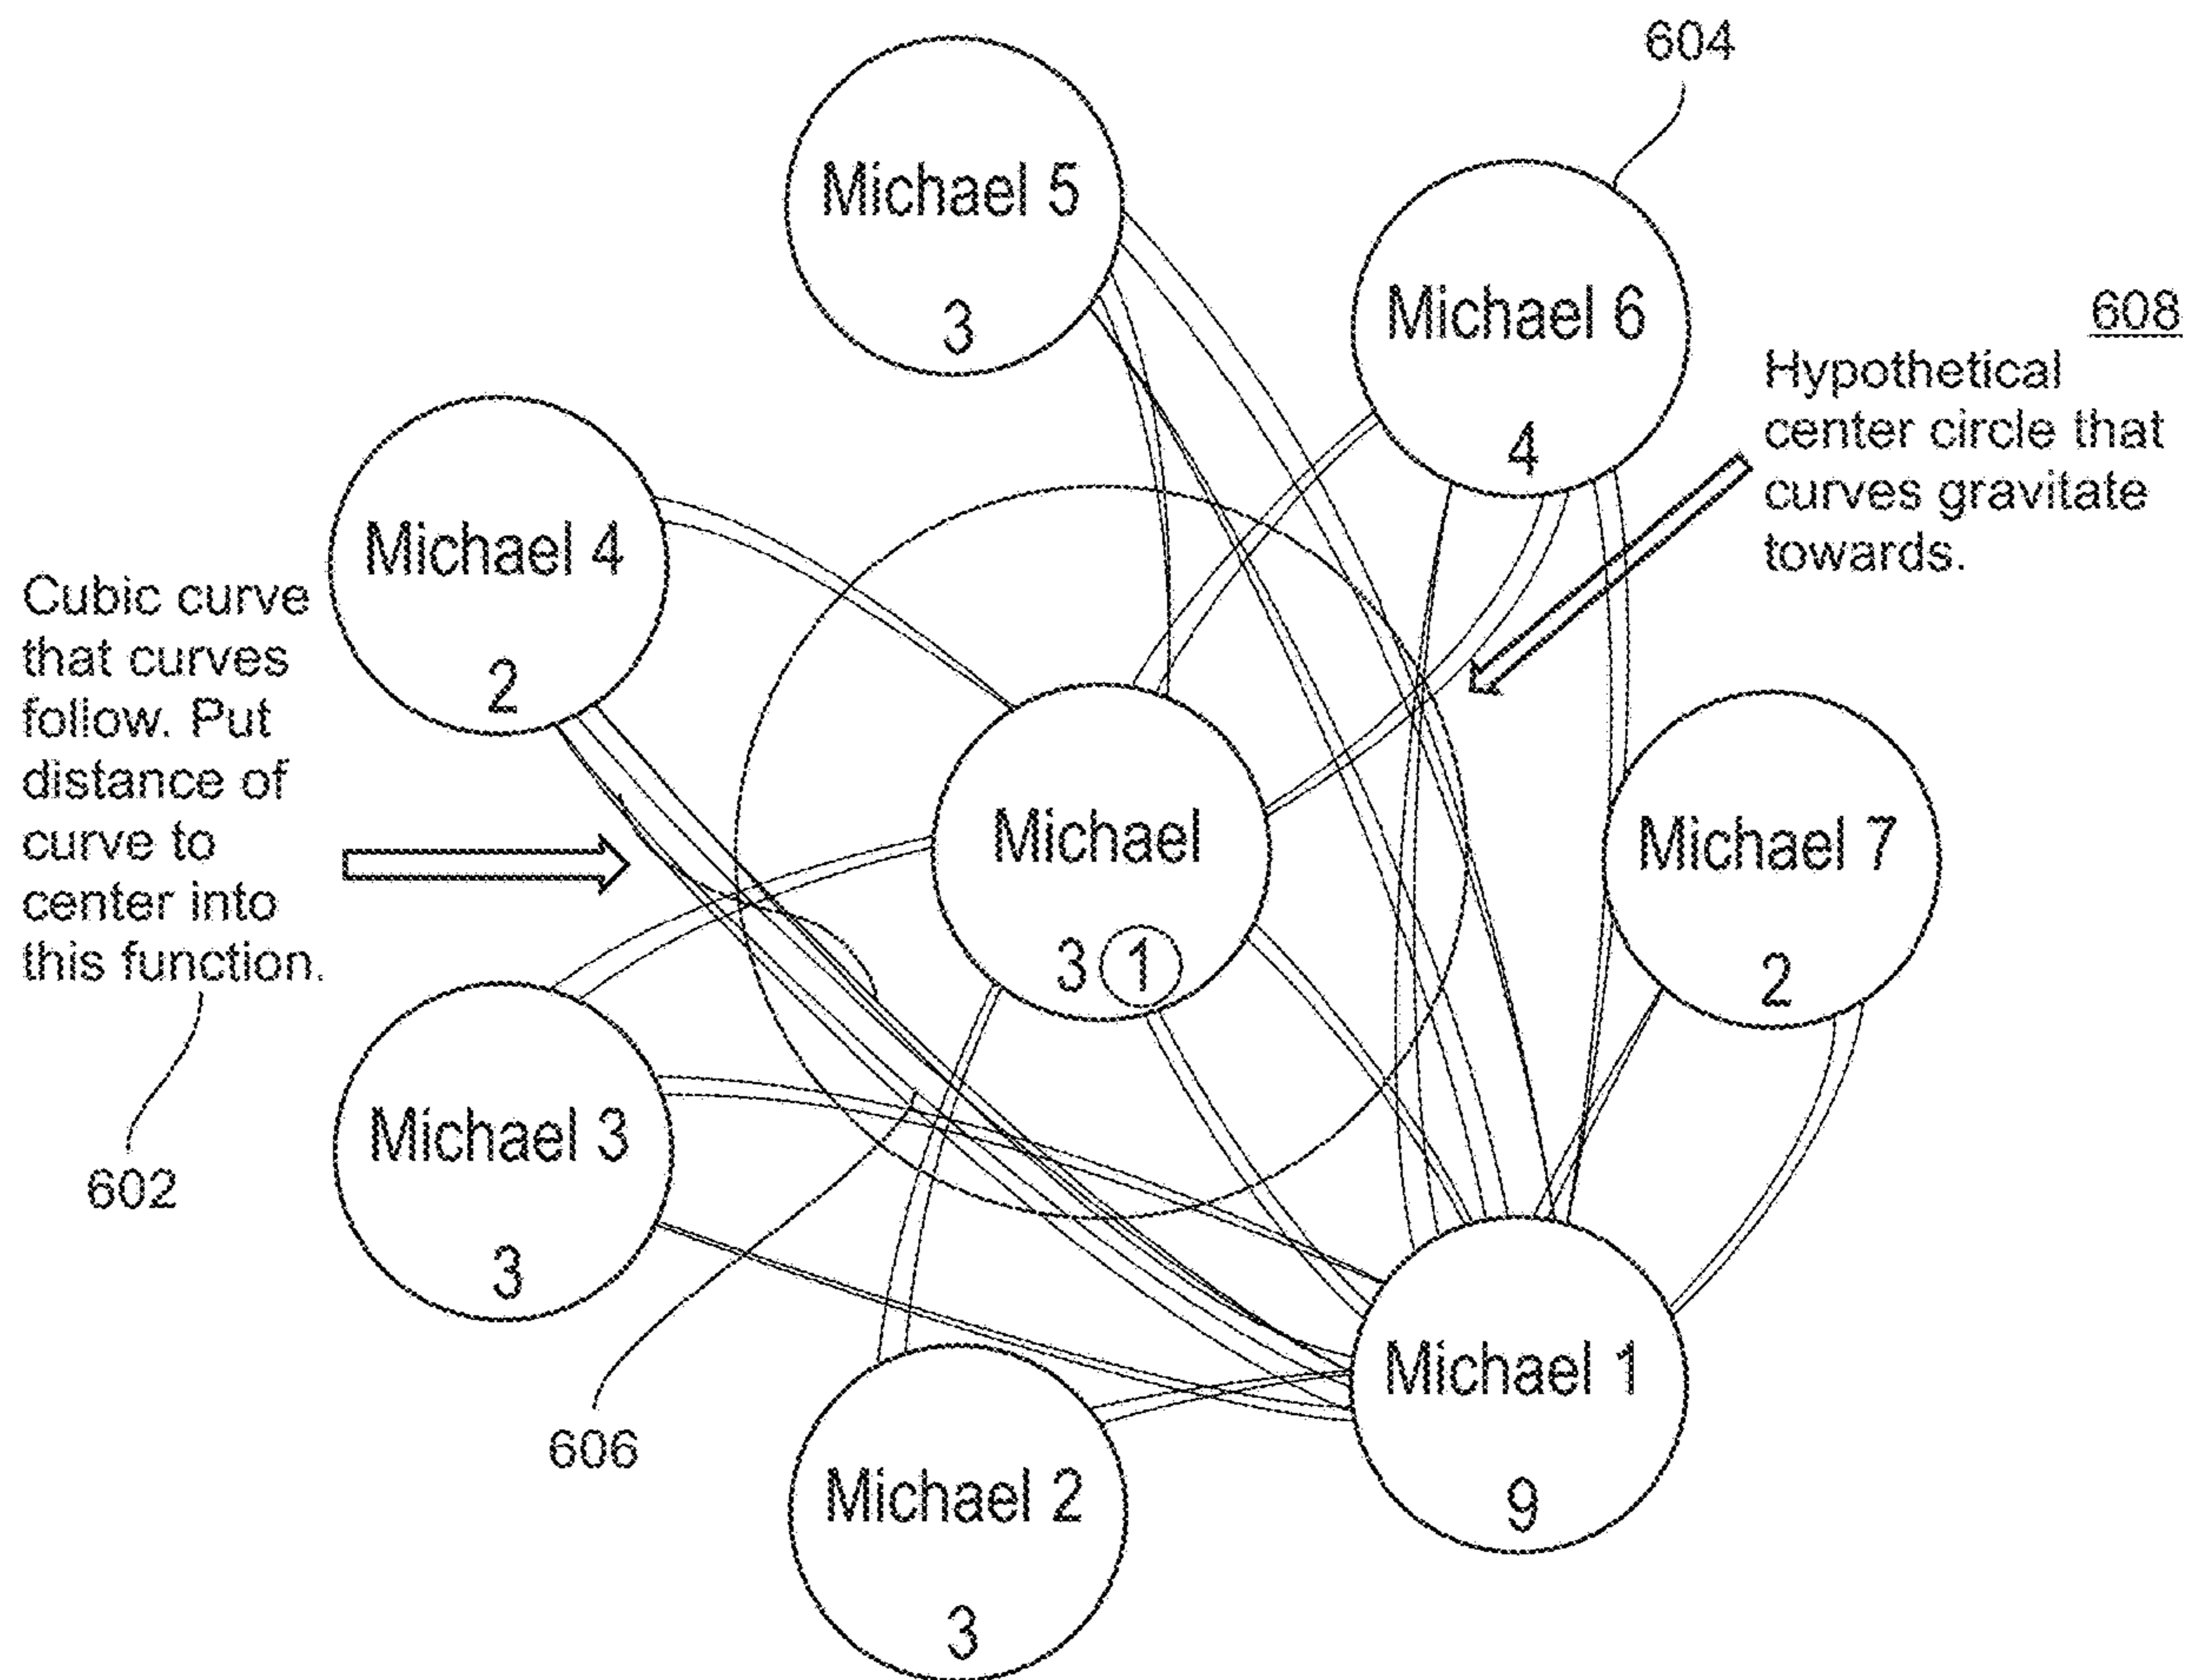 604
Michael 5
3
Michael 6
4
608
Hypothetical
center circle that
curves gravitate
towards.
Michael 4
2
Cubic curve
that curves
follow. Put
distance of
curve to
center into
this function.
602
Michael
3 1
Michael 7
2
Michael 3
3
606
Michael 1
9
Michael 2
3